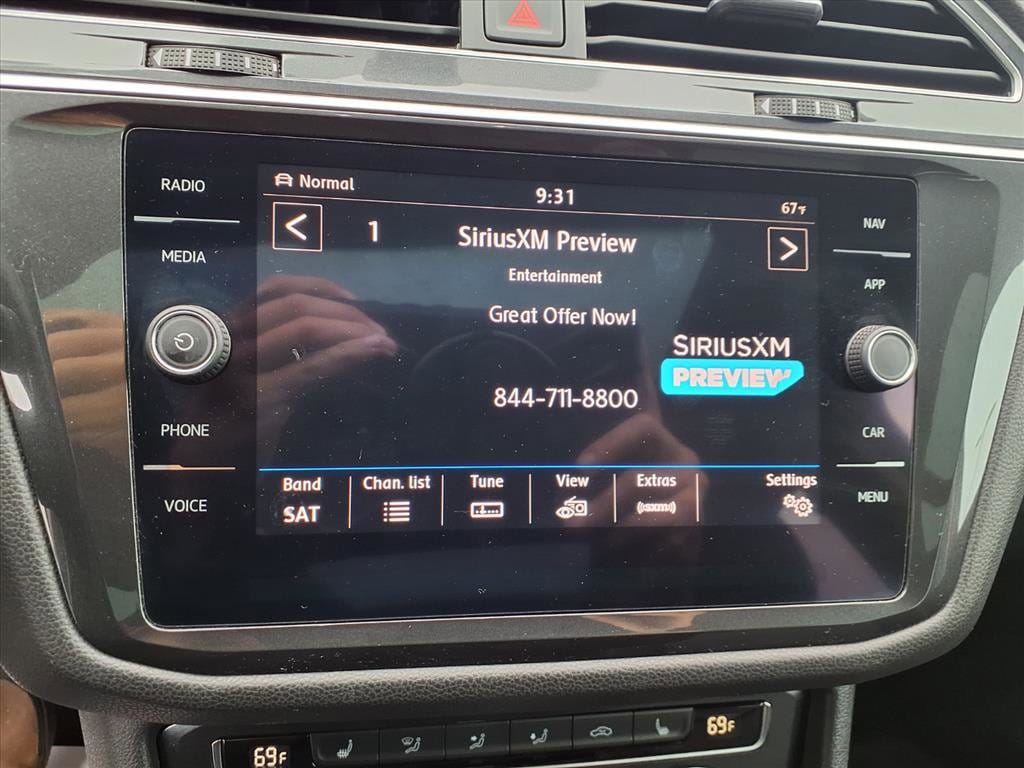 RADIO
MEDIA
PHONE
VOICE
Normal
9:31
67°F
<
1
SiriusXM Preview
>
Entertainment
Great Offer Now!
SIRIUSXM
PREVIEW
844-711-8800
Band
SAT
Chan. list
Tune
View
Extras
((sxm))
Settings
NAV
APP
CAR
MENU
69°F
69°F